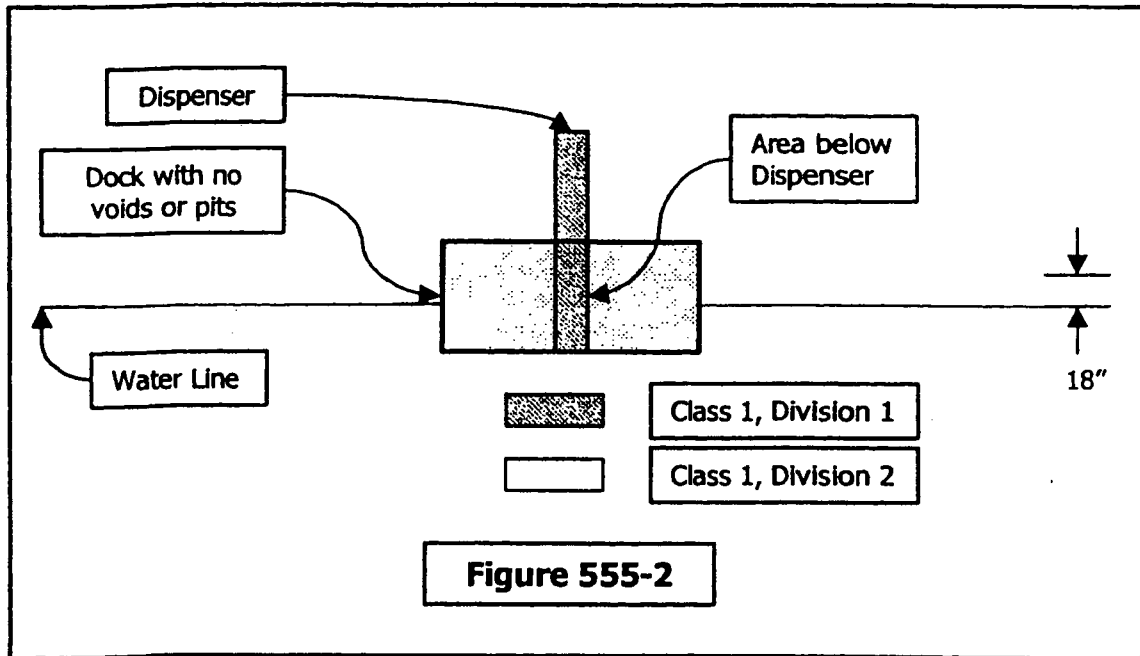 Dispenser
Area below
Dispenser
Dock with no
voids or pits
18"
Water Line
Class 1, Division 1
Class 1, Division 2
Figure 555-2